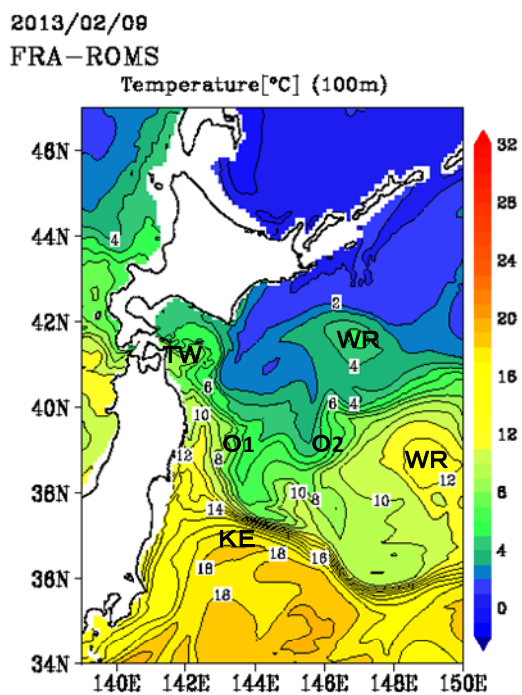 2013/02/09
FRA-ROMS
Temperature[°C] (100m)
46N
44N
42N
40N
38N
36N
34N
140E
142E
144E
146E
148E
150E
32
28
24
20
16
12
8
4
0
4
2
WR
4
TW
6
6
4
10
O1
O2
8
12
WR
12
10
8
10
14
KE
16
18
18
18